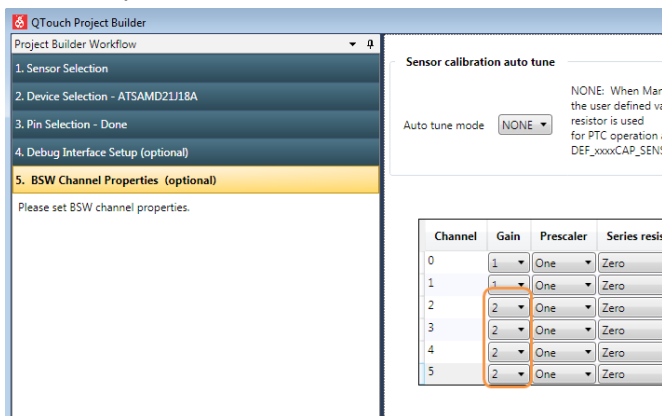 QTouch Project Builder
Project Builder Workflow
1. Sensor Selection
2. Device Selection - ATSAMD21J18A
3. Pin Selection - Done
4. Debug Interface Setup (optional)
5. BSW Channel Properties (optional)
Please set BSW channel properties.
Sensor calibration auto tune
Auto tune mode NONE
NONE: When Man
the user defined va
resistor is used
for PTC operation
DEF_xxxxCAP_SENS
Channel Gain Prescaler Series resis
0 1 One Zero
1 1 One Zero
2 2 One Zero
3 2 One Zero
4 2 One Zero
5 2 One Zero